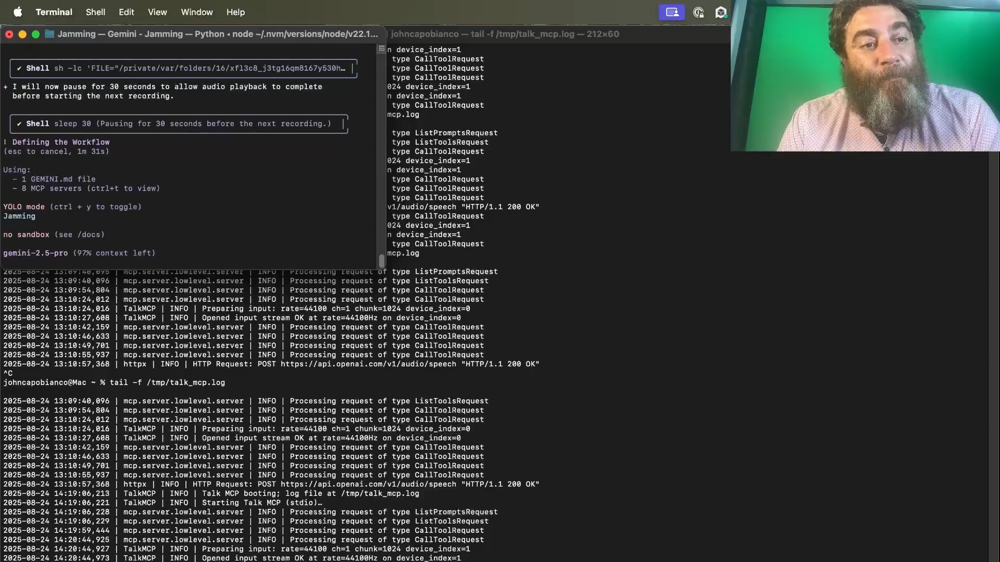 Terminal Shell Edit View Window Help
Jamming — Gemini - Jamming — Python ◂ node ~/.nvm/versions/node/v22.1...
✔ Shell sh -lc 'FILE="/private/var/folders/16/xfl3c8_j3tg16qm8167y530h…
✦ I will now pause for 30 seconds to allow audio playback to complete
before starting the next recording.
✔ Shell sleep 30 (Pausing for 30 seconds before the next recording.)
⠇ Defining the Workflow
(esc to cancel, 1m 31s)
Using:
- 1 GEMINI.md file
- 8 MCP servers (ctrl+t to view)
YOLO mode (ctrl + y to toggle)
Jamming
no sandbox (see /docs)
gemini-2.5-pro (97% context left)
johncapobianco — tail -f /tmp/talk_mcp.log — 212×60
n device_index=1
type CallToolRequest
type CallToolRequest
type CallToolRequest
024 device_index=1
n device_index=1
type CallToolRequest
mcp.log
type ListPromptsRequest
type ListToolsRequest
type CallToolRequest
024 device_index=1
n device_index=1
type CallToolRequest
type CallToolRequest
type CallToolRequest
v1/audio/speech "HTTP/1.1 200 OK"
type CallToolRequest
024 device_index=1
n device_index=1
type CallToolRequest
mcp.log
2025-08-24 13:09:40,095 | mcp.server.lowlevel.server | INFO | Processing request of type ListPromptsRequest
2025-08-24 13:09:40,096 | mcp.server.lowlevel.server | INFO | Processing request of type ListToolsRequest
2025-08-24 13:09:54,804 | mcp.server.lowlevel.server | INFO | Processing request of type CallToolRequest
2025-08-24 13:10:24,012 | mcp.server.lowlevel.server | INFO | Processing request of type CallToolRequest
2025-08-24 13:10:24,016 | TalkMCP | INFO | Preparing input: rate=44100 ch=1 chunk=1024 device_index=0
2025-08-24 13:10:27,608 | TalkMCP | INFO | Opened input stream OK at rate=44100Hz on device_index=0
2025-08-24 13:10:42,159 | mcp.server.lowlevel.server | INFO | Processing request of type CallToolRequest
2025-08-24 13:10:46,633 | mcp.server.lowlevel.server | INFO | Processing request of type CallToolRequest
2025-08-24 13:10:49,701 | mcp.server.lowlevel.server | INFO | Processing request of type CallToolRequest
2025-08-24 13:10:55,937 | mcp.server.lowlevel.server | INFO | Processing request of type CallToolRequest
2025-08-24 13:10:57,368 | httpx | INFO | HTTP Request: POST https://api.openai.com/v1/audio/speech "HTTP/1.1 200 OK"
^C
johncapobianco@Mac ~ % tail -f /tmp/talk_mcp.log
2025-08-24 13:09:40,096 | mcp.server.lowlevel.server | INFO | Processing request of type ListToolsRequest
2025-08-24 13:09:54,804 | mcp.server.lowlevel.server | INFO | Processing request of type CallToolRequest
2025-08-24 13:10:24,012 | mcp.server.lowlevel.server | INFO | Processing request of type CallToolRequest
2025-08-24 13:10:24,016 | TalkMCP | INFO | Preparing input: rate=44100 ch=1 chunk=1024 device_index=0
2025-08-24 13:10:27,608 | TalkMCP | INFO | Opened input stream OK at rate=44100Hz on device_index=0
2025-08-24 13:10:42,159 | mcp.server.lowlevel.server | INFO | Processing request of type CallToolRequest
2025-08-24 13:10:46,633 | mcp.server.lowlevel.server | INFO | Processing request of type CallToolRequest
2025-08-24 13:10:49,701 | mcp.server.lowlevel.server | INFO | Processing request of type CallToolRequest
2025-08-24 13:10:55,937 | mcp.server.lowlevel.server | INFO | Processing request of type CallToolRequest
2025-08-24 13:10:57,368 | httpx | INFO | HTTP Request: POST https://api.openai.com/v1/audio/speech "HTTP/1.1 200 OK"
2025-08-24 14:19:06,213 | TalkMCP | INFO | Talk MCP booting; log file at /tmp/talk_mcp.log
2025-08-24 14:19:06,221 | TalkMCP | INFO | Starting Talk MCP (stdio)…
2025-08-24 14:19:06,228 | mcp.server.lowlevel.server | INFO | Processing request of type ListPromptsRequest
2025-08-24 14:19:06,229 | mcp.server.lowlevel.server | INFO | Processing request of type ListToolsRequest
2025-08-24 14:19:59,444 | mcp.server.lowlevel.server | INFO | Processing request of type CallToolRequest
2025-08-24 14:20:44,925 | mcp.server.lowlevel.server | INFO | Processing request of type CallToolRequest
2025-08-24 14:20:44,927 | TalkMCP | INFO | Preparing input: rate=44100 ch=1 chunk=1024 device_index=1
2025-08-24 14:20:44,973 | TalkMCP | INFO | Opened input stream OK at rate=44100Hz on device_index=1